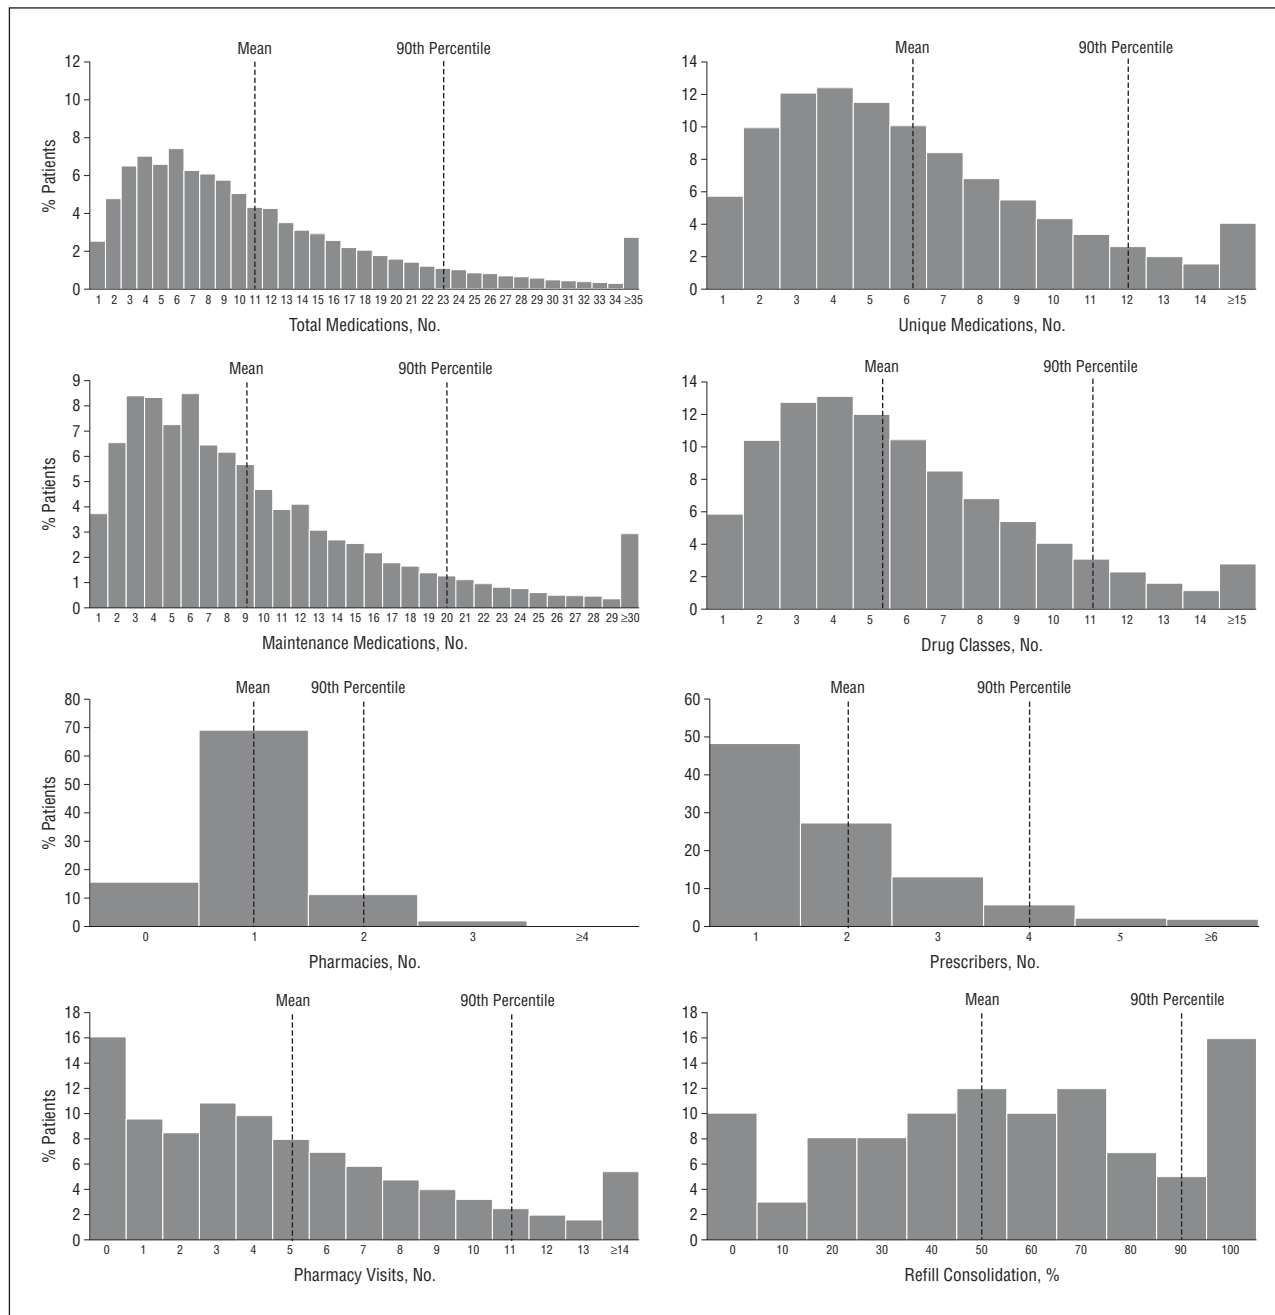 Mean 90th Percentile
12
10
8
6
4
2
0
% Patients
1 2 3 4 5 6 7 8 9 10 11 12 13 14 15 16 17 18 19 20 21 22 23 24 25 26 27 28 29 30 31 32 33 34 ≥35
Total Medications, No.
Mean 90th Percentile
14
12
10
8
6
4
2
0
1 2 3 4 5 6 7 8 9 10 11 12 13 14 ≥15
Unique Medications, No.
Mean 90th Percentile
9
8
7
6
5
4
3
2
1
0
% Patients
1 2 3 4 5 6 7 8 9 10 11 12 13 14 15 16 17 18 19 20 21 22 23 24 25 26 27 28 29 ≥30
Maintenance Medications, No.
Mean 90th Percentile
14
12
10
8
6
4
2
0
1 2 3 4 5 6 7 8 9 10 11 12 13 14 ≥15
Drug Classes, No.
Mean 90th Percentile
80
70
60
50
40
30
20
10
0
% Patients
0 1 2 3 ≥4
Pharmacies, No.
Mean 90th Percentile
60
50
40
30
20
10
0
1 2 3 4 5 ≥6
Prescribers, No.
Mean 90th Percentile
18
16
14
12
10
8
6
4
2
0
% Patients
0 1 2 3 4 5 6 7 8 9 10 11 12 13 ≥14
Pharmacy Visits, No.
Mean 90th Percentile
18
16
14
12
10
8
6
4
2
0
0 10 20 30 40 50 60 70 80 90 100
Refill Consolidation, %